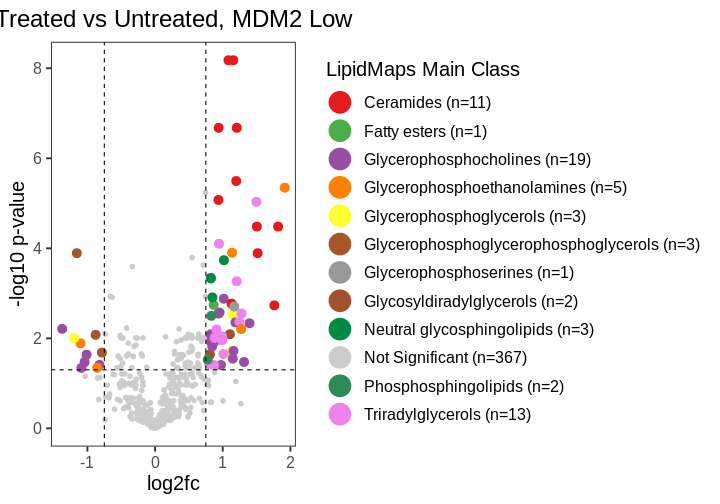 Treated vs Untreated, MDM2 Low
-log10 p-value
8
6
4
2
0
-1
0
1
2
log2fc
LipidMaps Main Class
Ceramides (n=11)
Fatty esters (n=1)
Glycerophosphocholines (n=19)
Glycerophosphoethanolamines (n=5)
Glycerophosphoglycerols (n=3)
Glycerophosphoglycerophosphoglycerols (n=3)
Glycerophosphoserines (n=1)
Glycosyldiradylglycerols (n=2)
Neutral glycosphingolipids (n=3)
Not Significant (n=367)
Phosphosphingolipids (n=2)
Triradylglycerols (n=13)